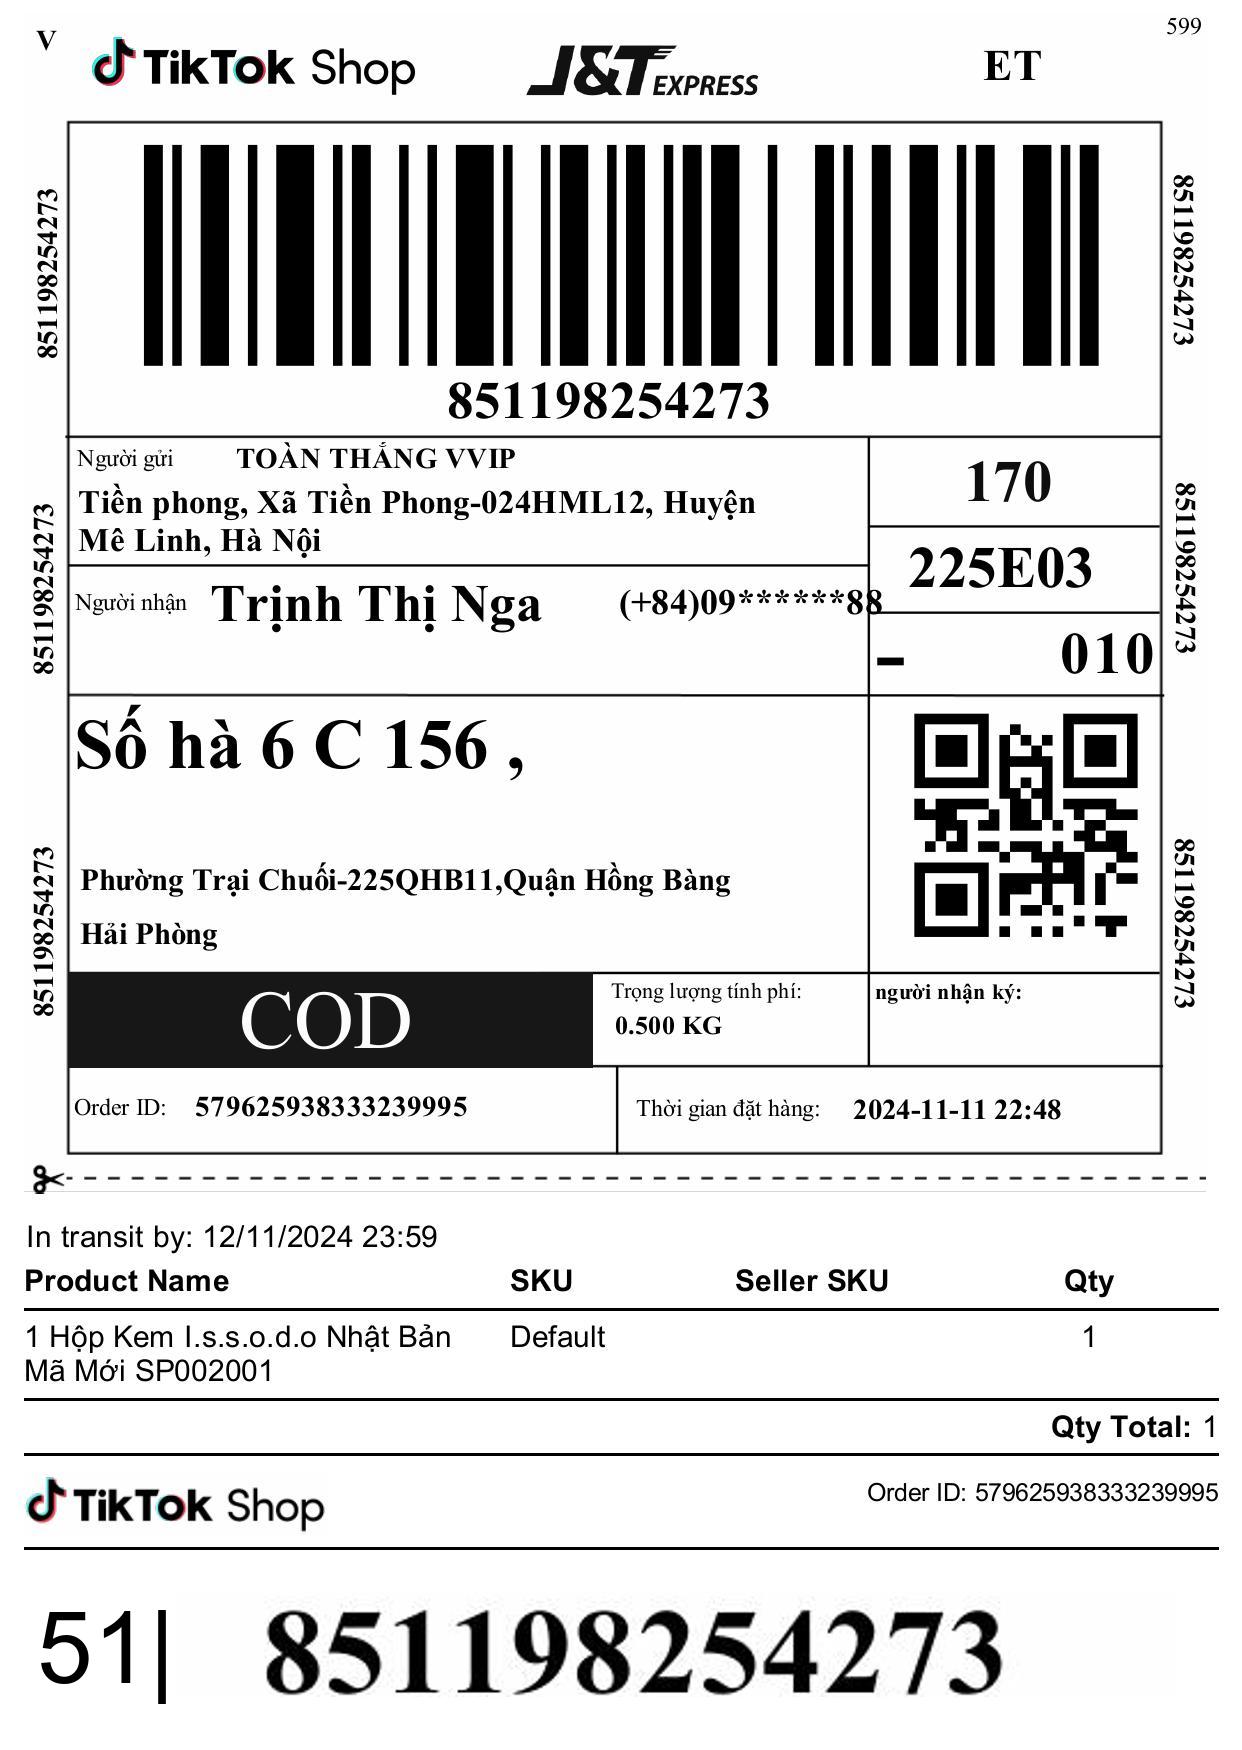 599
V
TikTok Shop
J&T EXPRESS
ET
851198254273
851198254273
851198254273
Người gửi TOÀN THẮNG VVIP
Tiền phong, Xã Tiền Phong-024HML12, Huyện
Mê Linh, Hà Nội
170
225E03
851198254273
851198254273
Người nhận Trịnh Thị Nga (+84)09******88
- 010
Số hà 6 C 156 ,
Phường Trại Chuối-225QHB11,Quận Hồng Bàng
Hải Phòng
851198254273
851198254273
COD
Trọng lượng tính phí:
0.500 KG
người nhận ký:
Order ID: 579625938333239995
Thời gian đặt hàng: 2024-11-11 22:48
In transit by: 12/11/2024 23:59
Product Name SKU Seller SKU Qty
1 Hộp Kem I.s.s.o.d.o Nhật Bản Default 1
Mã Mới SP002001
Qty Total: 1
TikTok Shop
Order ID: 579625938333239995
51| 851198254273